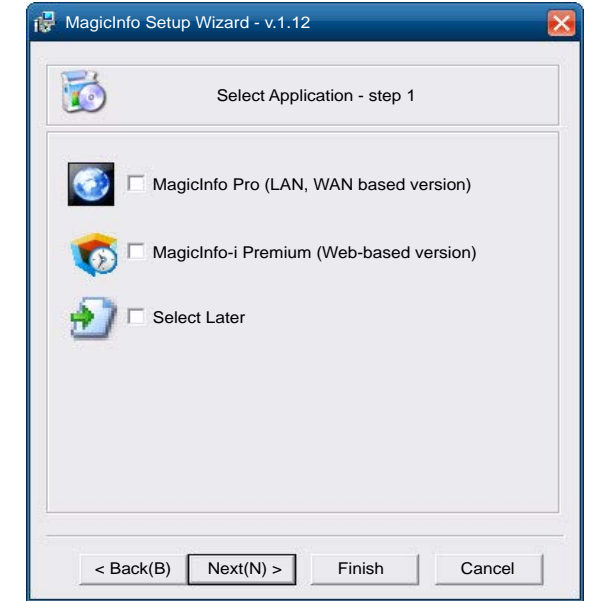 MagicInfo Setup Wizard - v.1.12
Select Application - step 1
MagicInfo Pro (LAN, WAN based version)
MagicInfo-i Premium (Web-based version)
Select Later
< Back(B) Next(N) > Finish Cancel